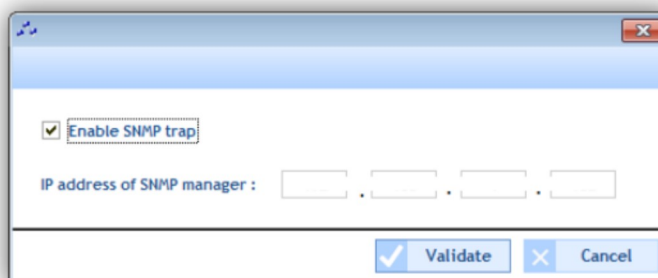 Enable SNMP trap
IP address of SNMP manager : . . .
Validate Cancel